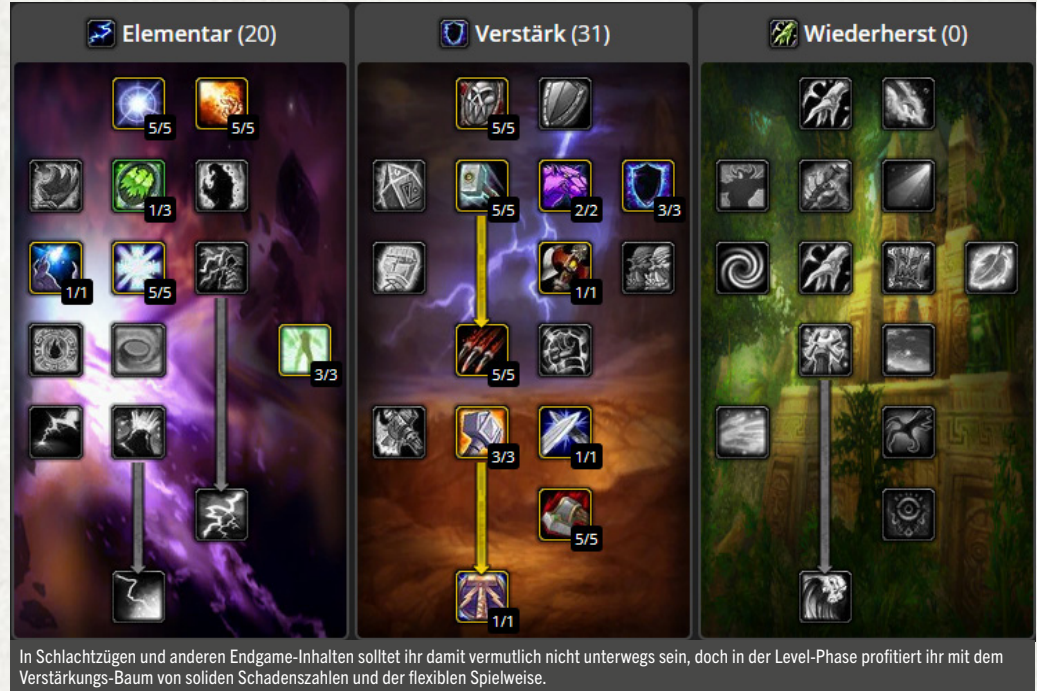 Elementar (20) Verstärk (31) Wiederherst (0)
5/5 5/5 5/5
1/3 5/5 2/2 3/3
1/1 5/5 1/1
3/3 5/5
3/3 1/1
5/5
1/1
In Schlachtzügen und anderen Endgame-Inhalten solltet ihr damit vermutlich nicht unterwegs sein, doch in der Level-Phase profitiert ihr mit dem
Verstärkungs-Baum von soliden Schadenszahlen und der flexiblen Spielweise.